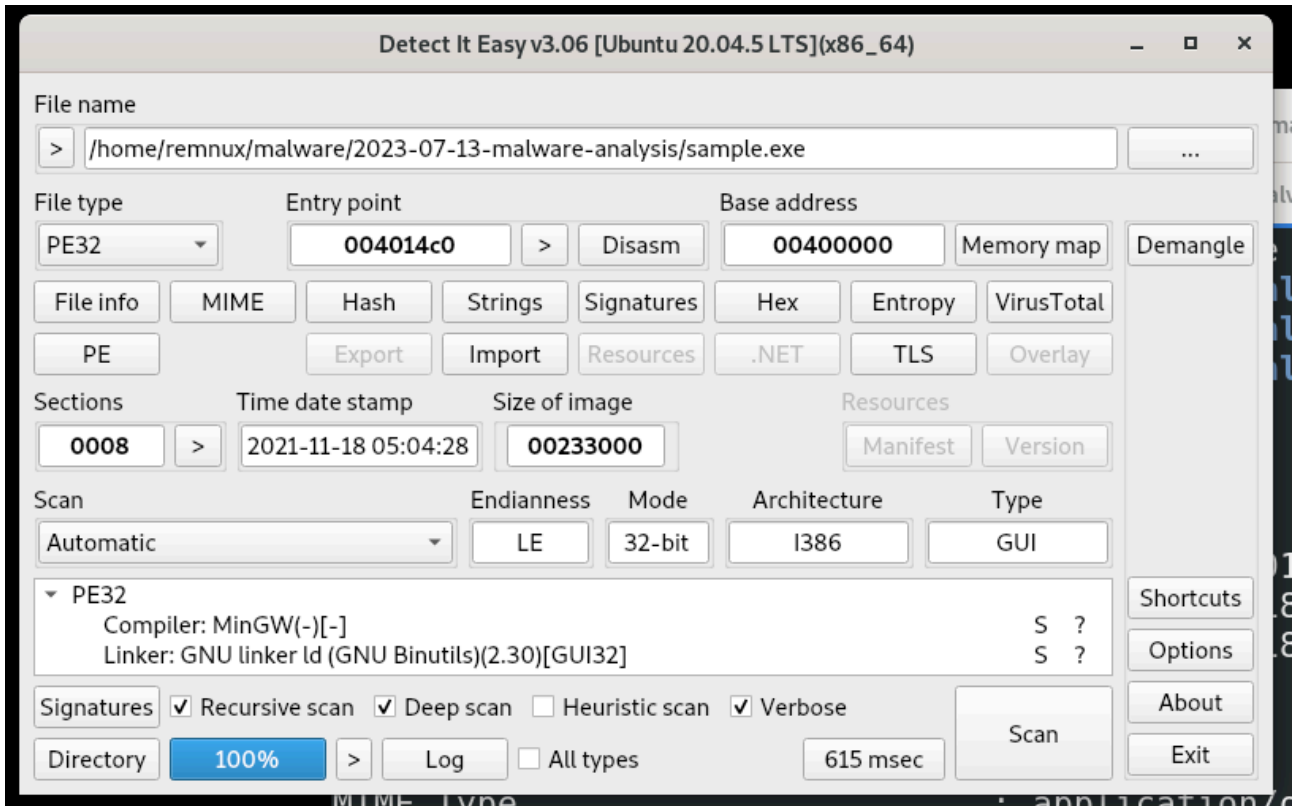 Detect It Easy v3.06 [Ubuntu 20.04.5 LTS](x86_64)
File name
> /home/remnux/malware/2023-07-13-malware-analysis/sample.exe ...
File type Entry point Base address
PE32 004014c0 > Disasm 00400000 Memory map Demangle
File info MIME Hash Strings Signatures Hex Entropy VirusTotal
PE Export Import Resources .NET TLS Overlay
Sections Time date stamp Size of image Resources
0008 > 2021-11-18 05:04:28 00233000 Manifest Version
Scan Endianness Mode Architecture Type
Automatic LE 32-bit I386 GUI
PE32
Compiler: MinGW(-)[-] S ?
Linker: GNU linker ld (GNU Binutils)(2.30)[GUI32] S ?
Shortcuts
Options
Signatures Recursive scan Deep scan Heuristic scan Verbose Scan About
Directory 100% > Log All types 615 msec Exit
MIME Type : application/